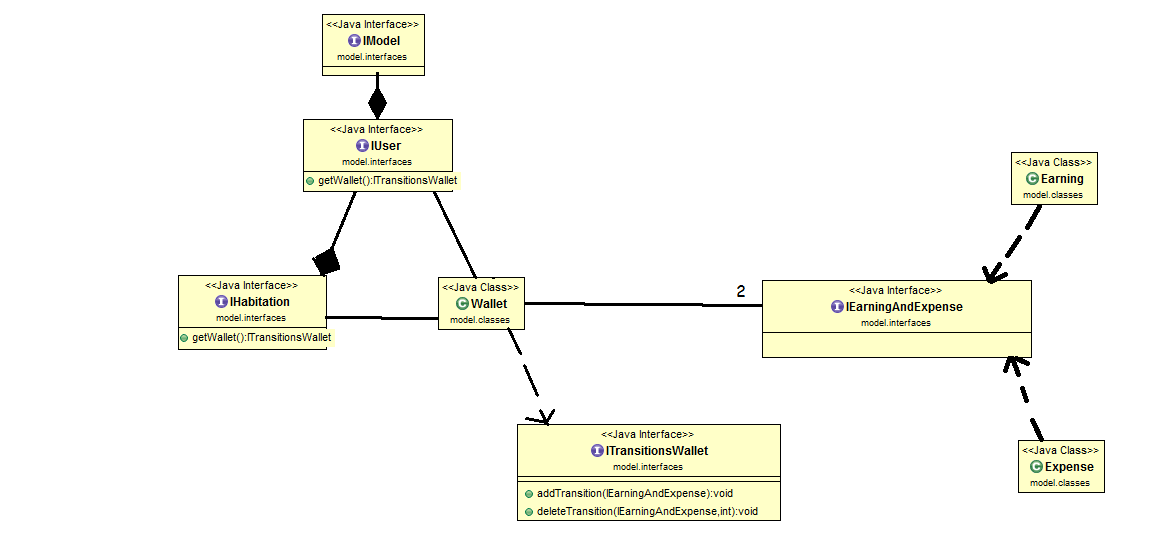 <<Java Interface>>
I IModel
model.interfaces
<<Java Interface>>
I IUser
model.interfaces
getWallet():ITransitionsWallet
<<Java Class>>
C Earning
model.classes
<<Java Interface>>
I IHabitation
model.interfaces
getWallet():ITransitionsWallet
<<Java Class>>
C Wallet
model.classes
2
<<Java Interface>>
I IEarningAndExpense
model.interfaces
<<Java Interface>>
I ITransitionsWallet
model.interfaces
addTransition(IEarningAndExpense):void
deleteTransition(IEarningAndExpense,int):void
<<Java Class>>
C Expense
model.classes